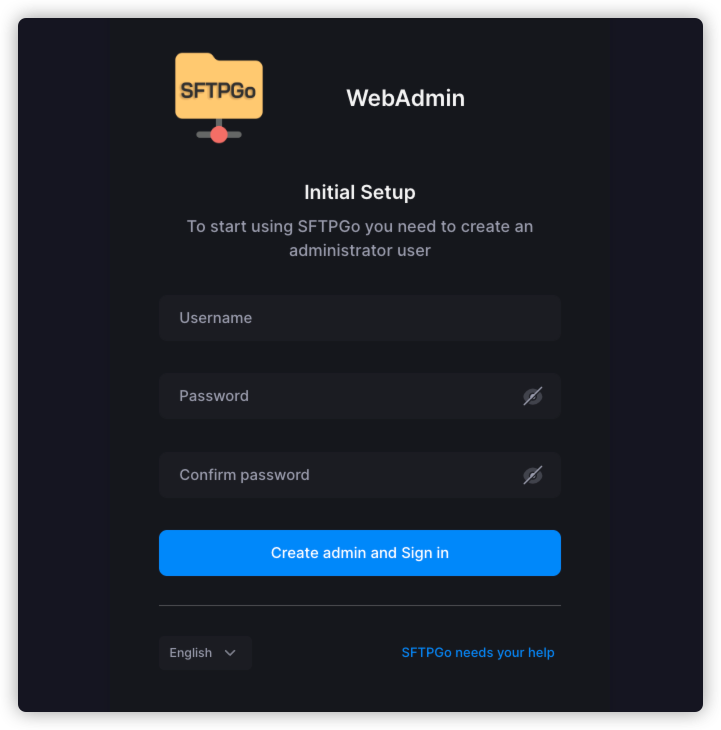 SFTPGo
WebAdmin
Initial Setup
To start using SFTPGo you need to create an
administrator user
Username
Password
Confirm password
Create admin and Sign in
English
SFTPGo needs your help